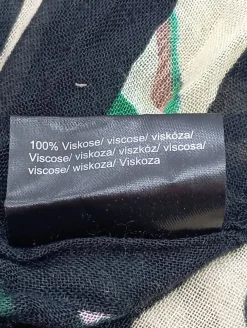 100% Viskose/ viscose/ viskóza/
Viscose/ viskoza/ viszkóz/ viscosa/
viscose/ wiskoza/ Viskoza